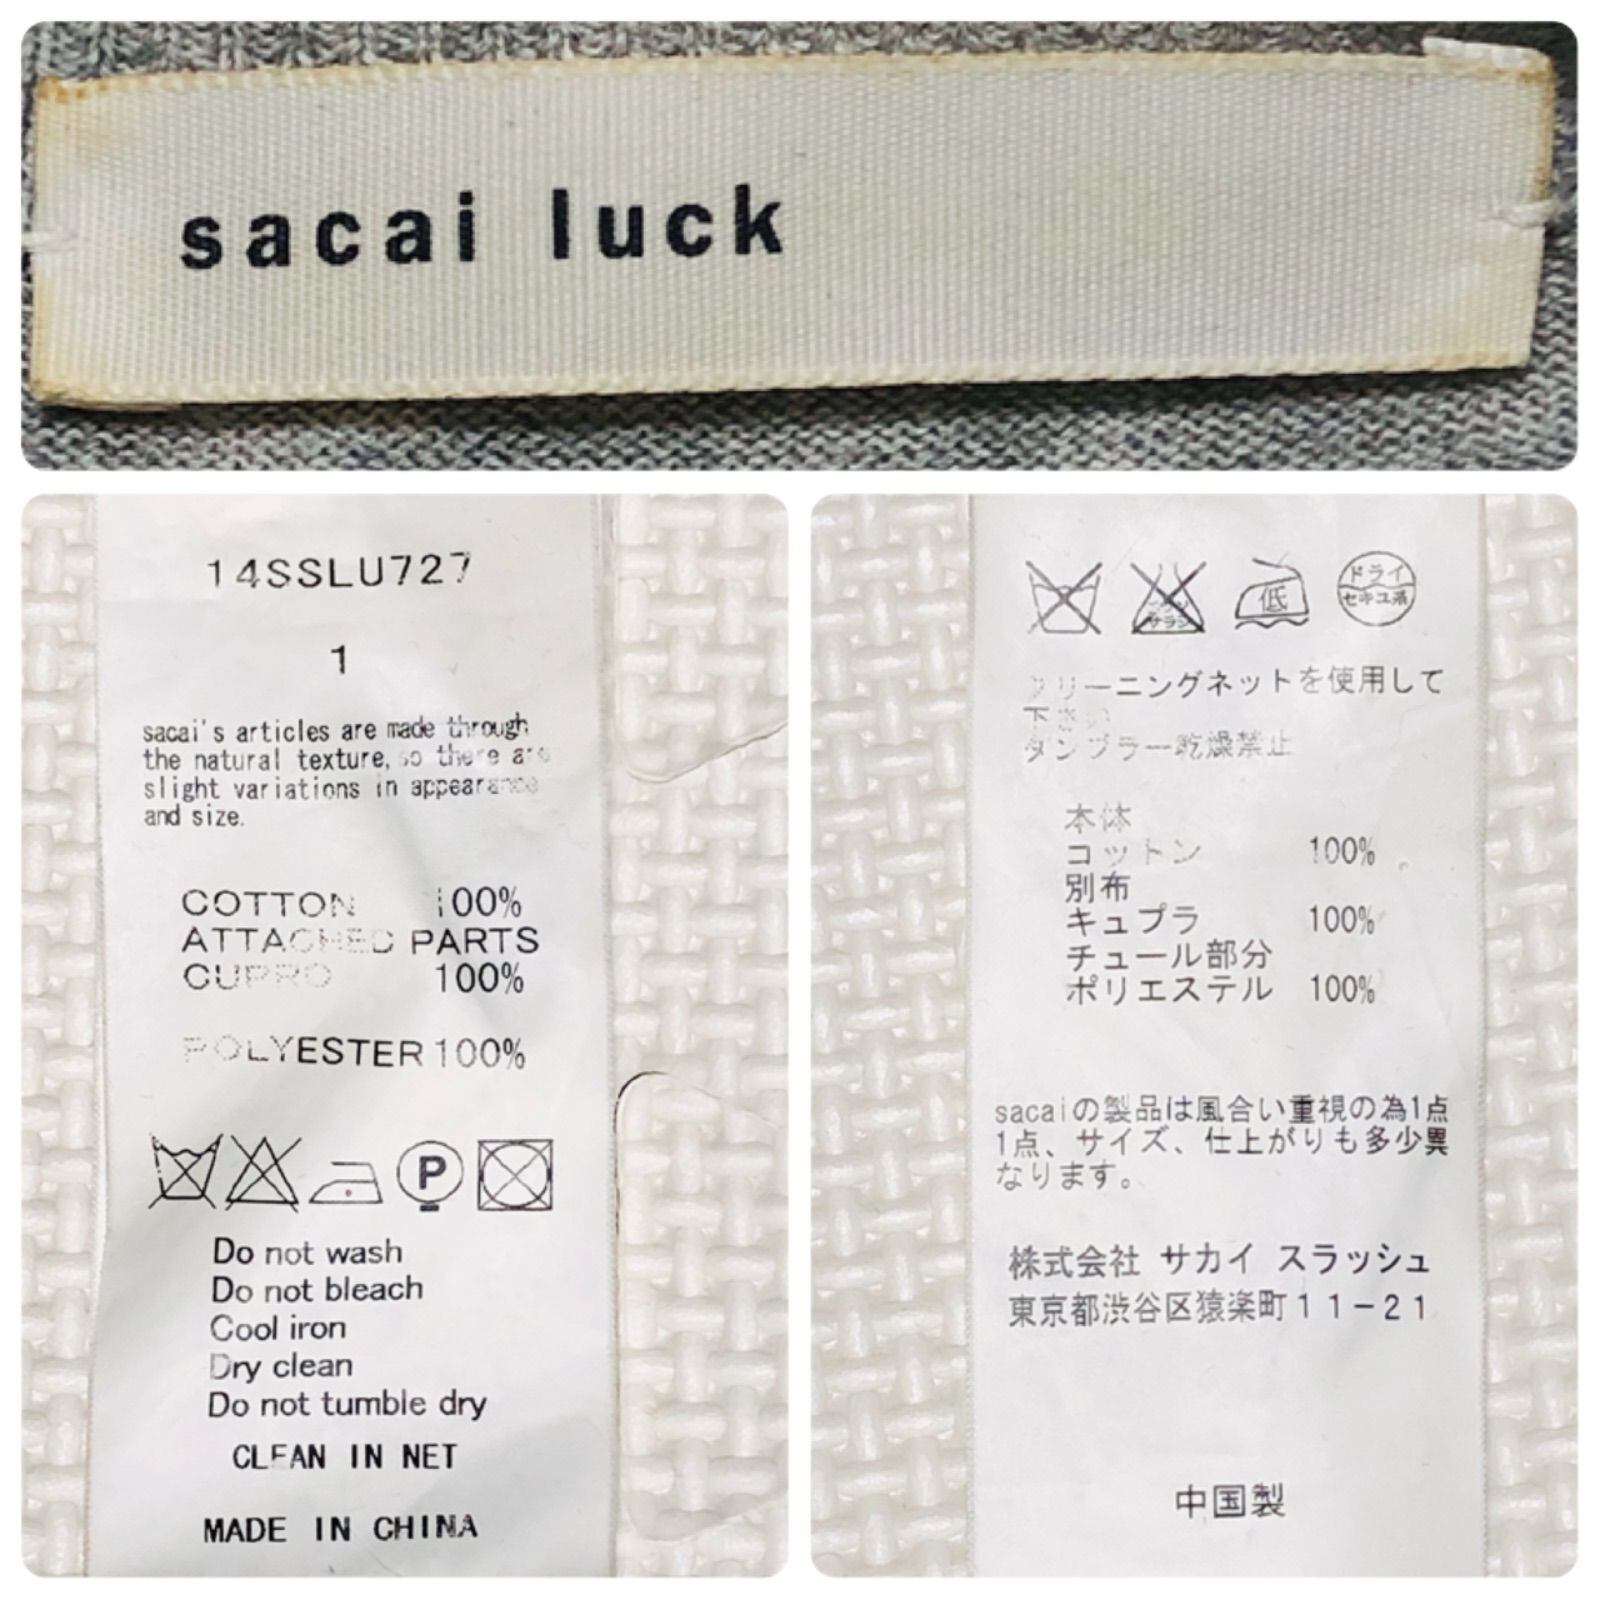 sacai luck
14SSLU727
1
sacai's articles are made through
the natural texture, so there are
slight variations in appearance
and size.
COTTON 100%
ATTACHED PARTS
CUPRO 100%
POLYESTER 100%
P
Do not wash
Do not bleach
Cool iron
Dry clean
Do not tumble dry
CLEAN IN NET
MADE IN CHINA
エンソ
サラシ
低
ドライ
セキユ系
クリーニングネットを使用して
下さい
タンブラー乾燥禁止
本体
コットン 100%
別布
キュプラ 100%
チュール部分
ポリエステル 100%
sacaiの製品は風合い重視の為1点
1点、サイズ、仕上がりも多少異
なります。
株式会社 サカイ スラッシュ
東京都渋谷区猿楽町11-21
中国製